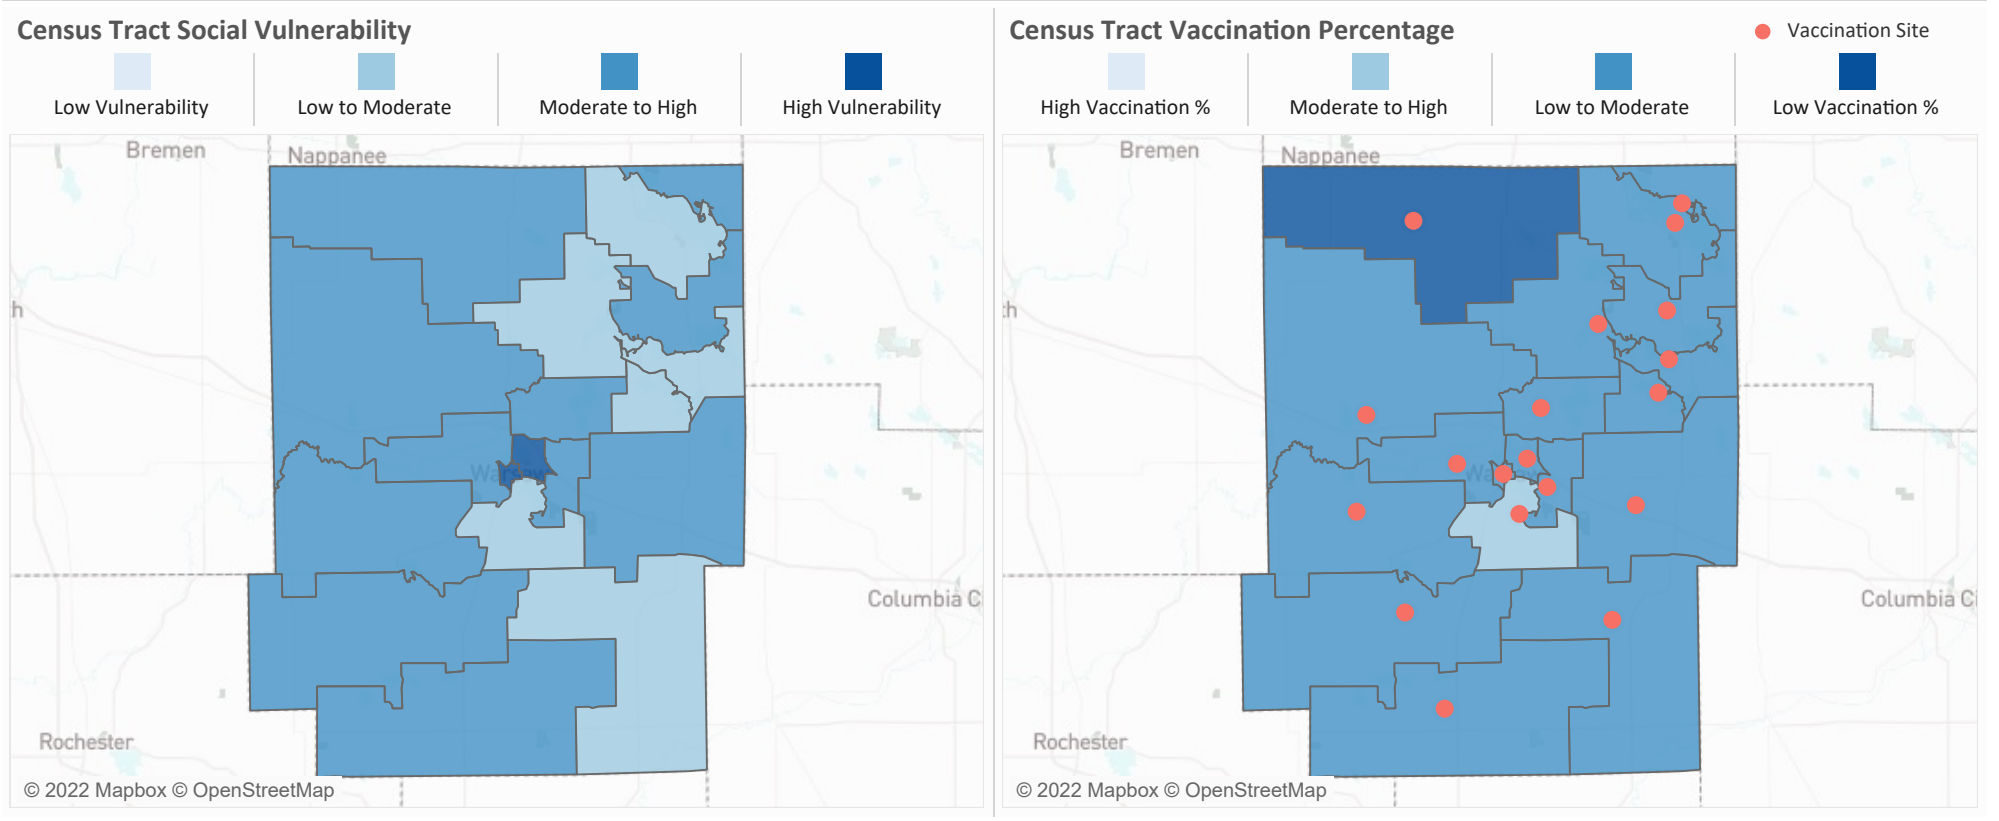 Census Tract Social Vulnerability
Low Vulnerability
Low to Moderate
Moderate to High
High Vulnerability
Bremen
Nappanee
h
Warsaw
Columbia C
Rochester
© 2022 Mapbox © OpenStreetMap
Census Tract Vaccination Percentage
Vaccination Site
High Vaccination %
Moderate to High
Low to Moderate
Low Vaccination %
Bremen
Nappanee
h
Columbia Ci
Rochester
© 2022 Mapbox © OpenStreetMap